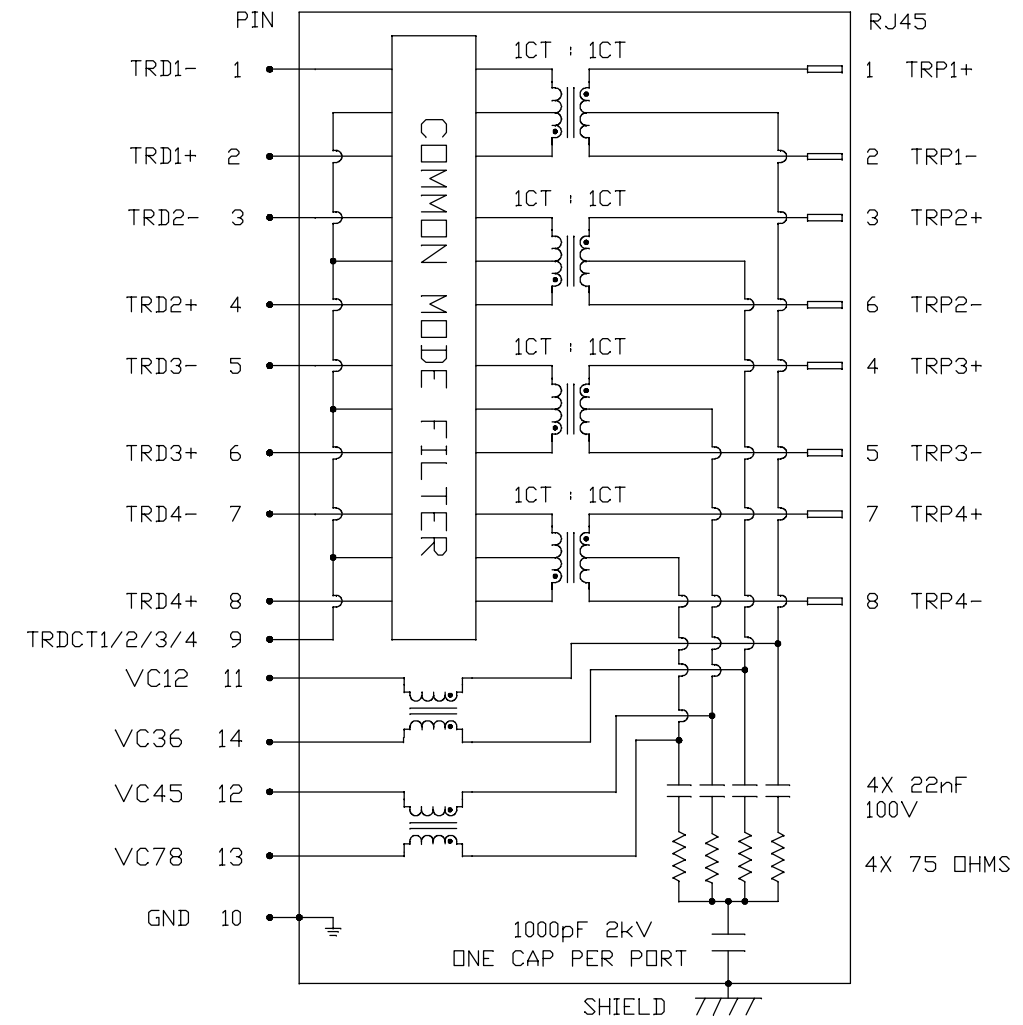 PIN RJ45
1CT : 1CT
TRD1- 1 1 TRP1+
TRD1+ 2 2 TRP1-
1CT : 1CT
TRD2- 3 3 TRP2+
TRD2+ 4 6 TRP2-
1CT : 1CT
TRD3- 5 4 TRP3+
TRD3+ 6 5 TRP3-
1CT : 1CT
TRD4- 7 7 TRP4+
TRD4+ 8 8 TRP4-
COMMON MODE FILTER
TRDCT1/2/3/4 9
VC12 11
VC36 14
VC45 12
4X 22nF
100V
VC78 13
4X 75 OHMS
GND 10
1000pF 2kV
ONE CAP PER PORT
SHIELD